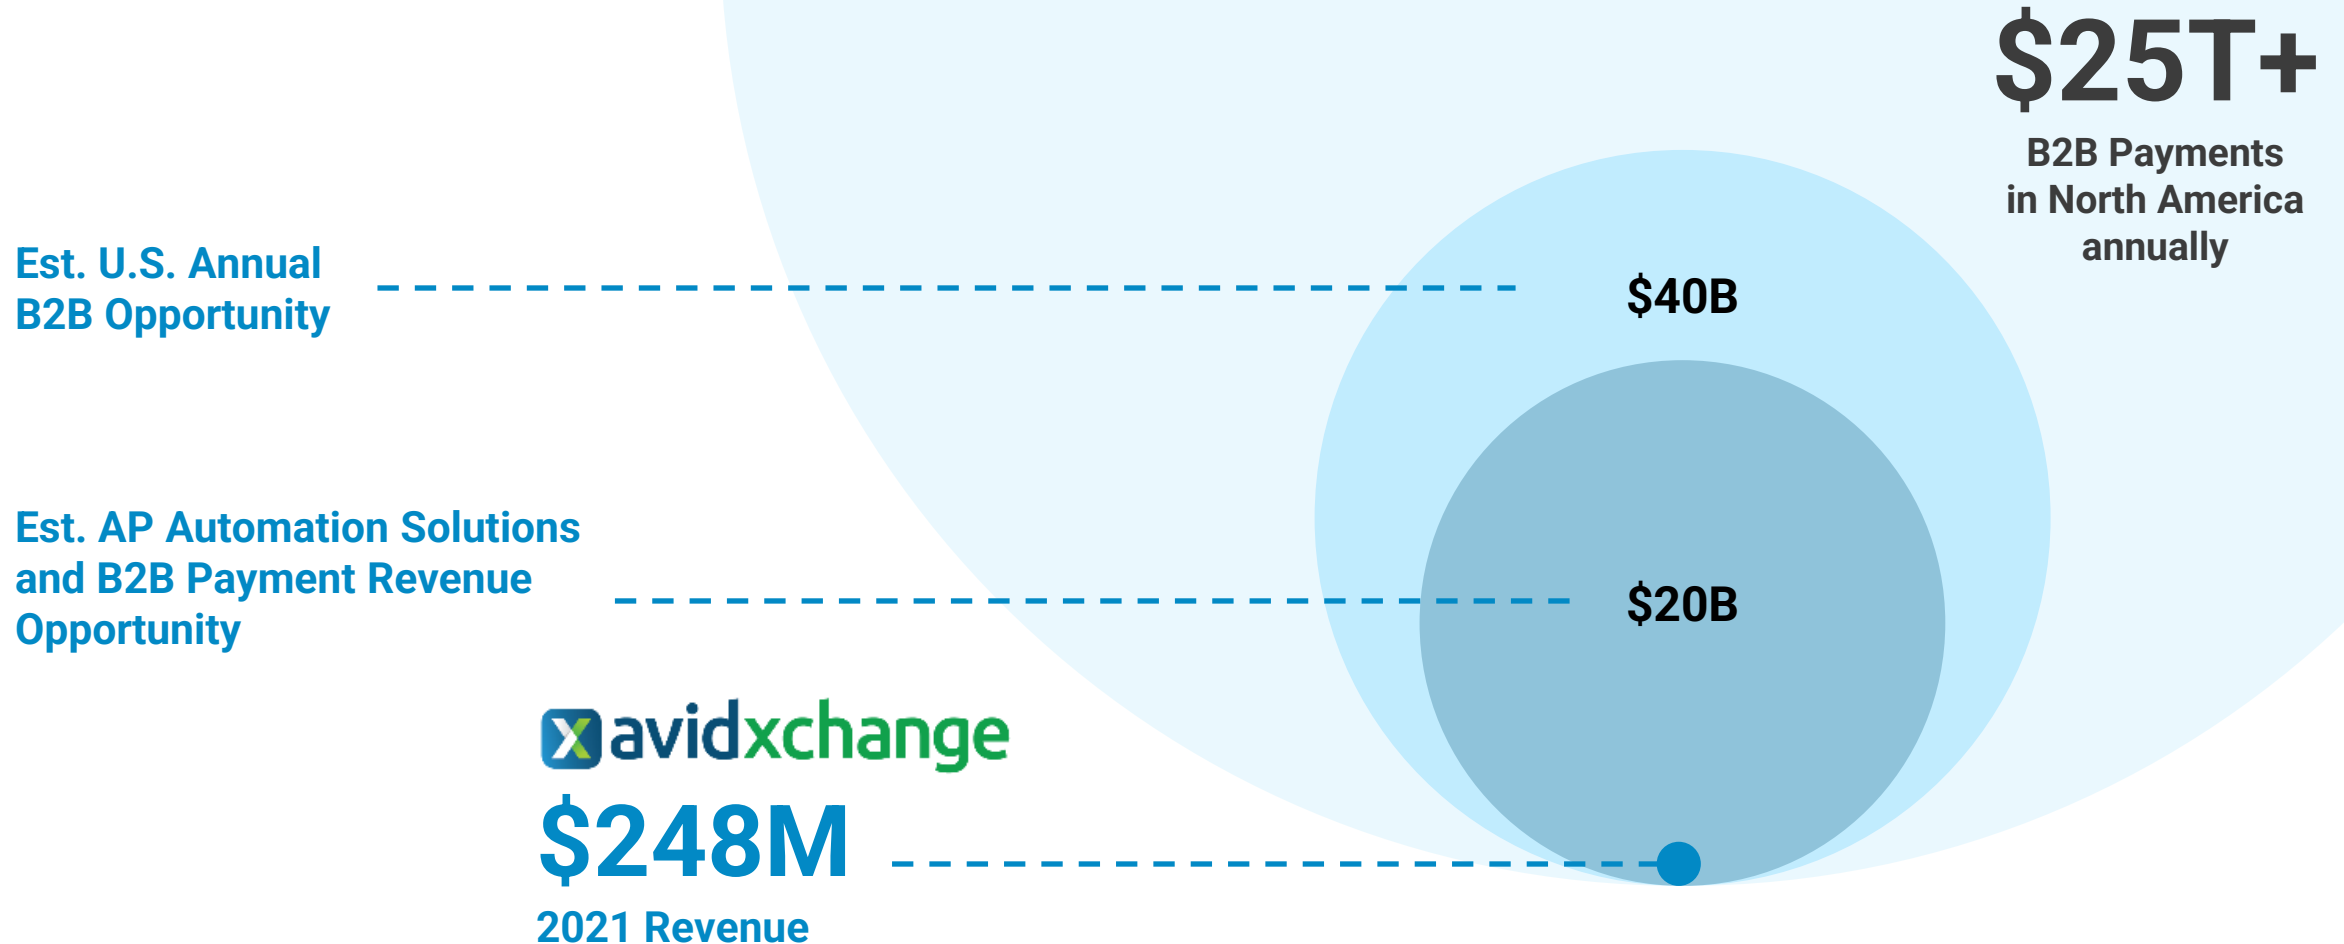 $25T+
B2B Payments
in North America
annually
Est. U.S. Annual
B2B Opportunity
$40B
Est. AP Automation Solutions
and B2B Payment Revenue
Opportunity
$20B
avidxchange
$248M
2021 Revenue